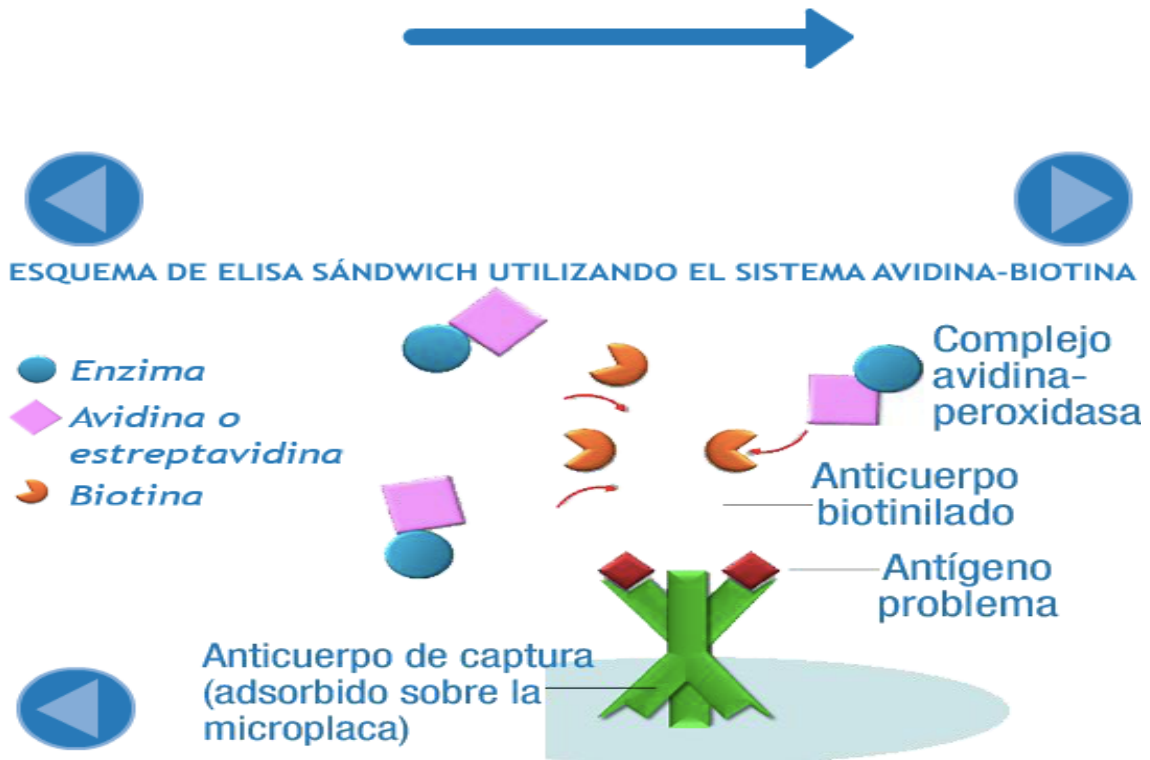 ESQUEMA DE ELISA SÁNDWICH UTILIZANDO EL SISTEMA AVIDINA-BIOTINA
Enzima
Avidina o
estreptavidina
Biotina
Complejo
avidina-
peroxidasa
Anticuerpo
biotinilado
Antígeno
problema
Anticuerpo de captura
(adsorbido sobre la
microplaca)